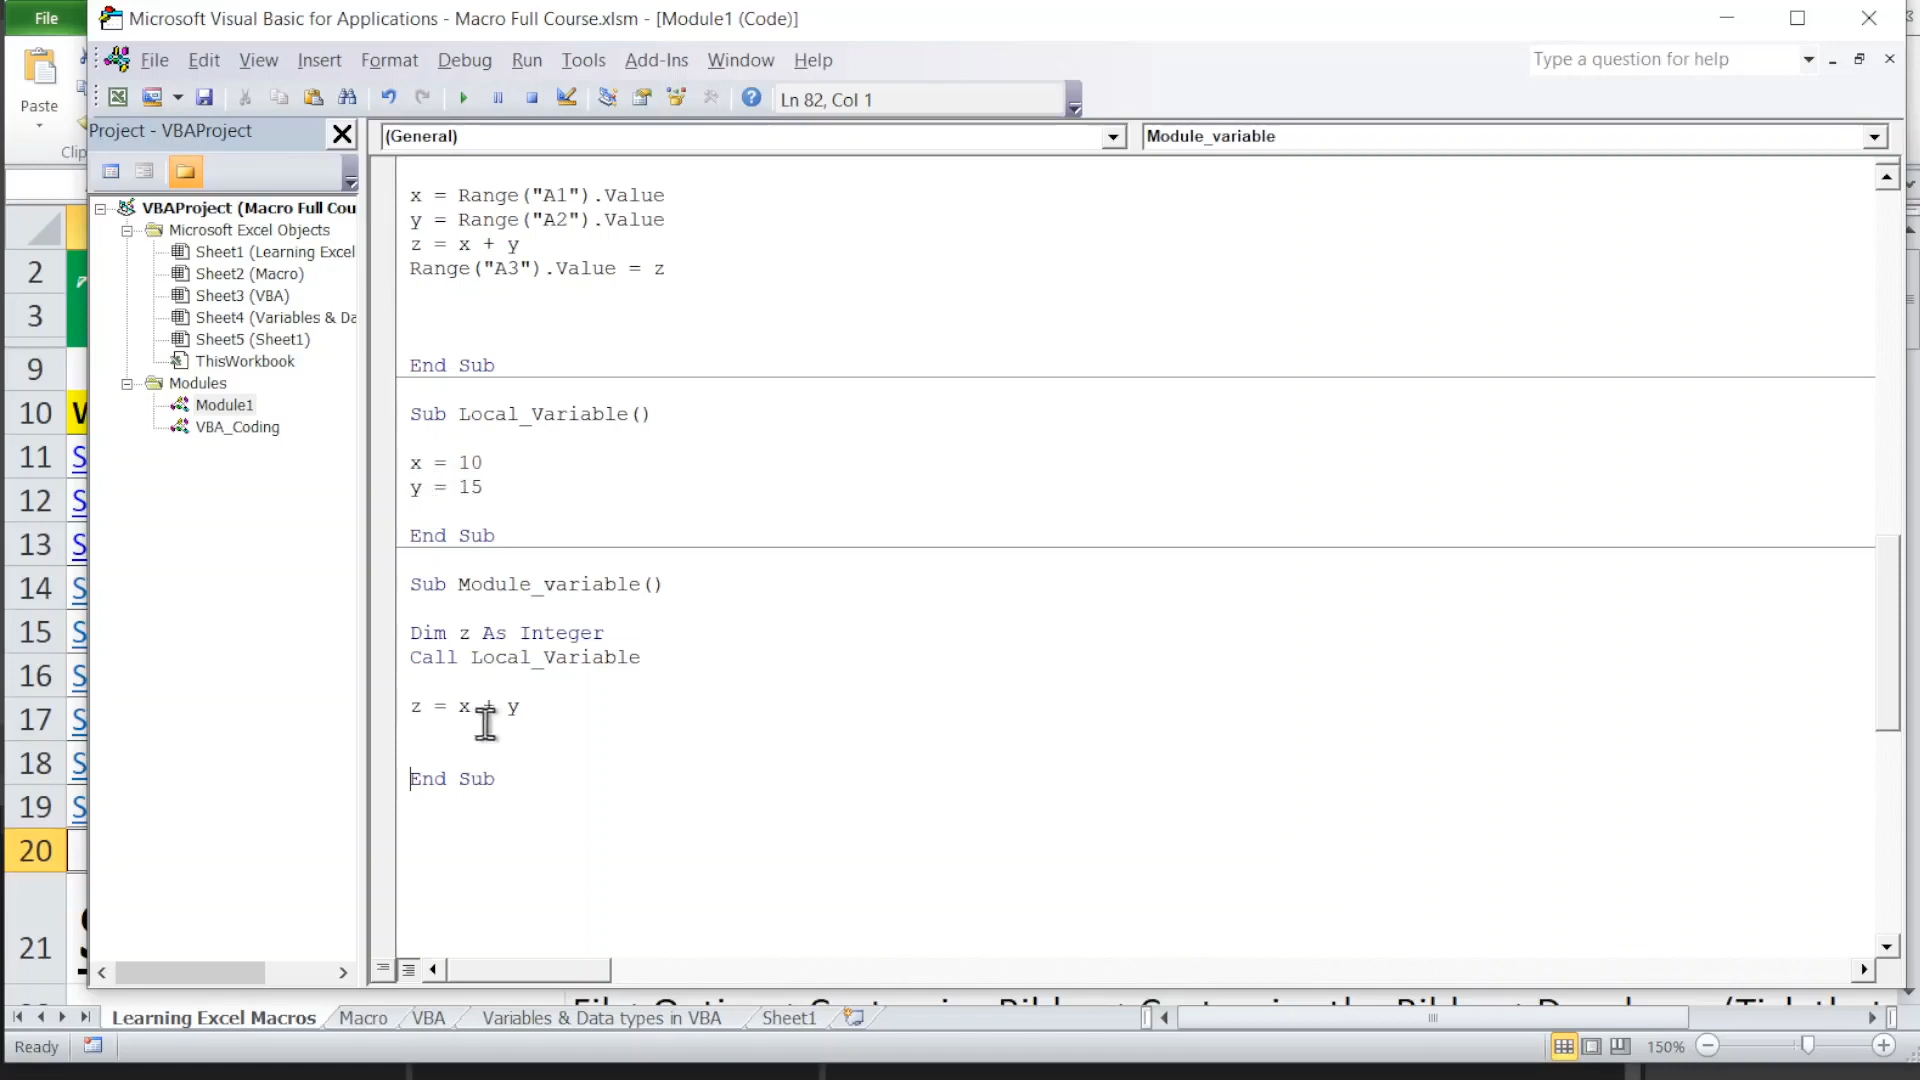 File
Microsoft Visual Basic for Applications - Macro Full Course.xlsm - [Module1 (Code)]
File Edit View Insert Format Debug Run Tools Add-Ins Window Help
Type a question for help
Paste
Ln 82, Col 1
Project - VBAProject
(General)
Module_variable
Clip
VBAProject (Macro Full Cou
Microsoft Excel Objects
Sheet1 (Learning Excel
Sheet2 (Macro)
Sheet3 (VBA)
Sheet4 (Variables & Da
Sheet5 (Sheet1)
ThisWorkbook
Modules
Module1
VBA_Coding
x = Range("A1").Value
y = Range("A2").Value
z = x + y
Range("A3").Value = z
End Sub
Sub Local_Variable()
x = 10
y = 15
End Sub
Sub Module_variable()
Dim z As Integer
Call Local_Variable
z = x + y
End Sub
2
3
9
10
11 S
12 S
13 S
14 S
15 S
16 S
17 S
18 S
19 S
20
21
Learning Excel Macros
Macro
VBA
Variables & Data types in VBA
Sheet1
Ready
150%